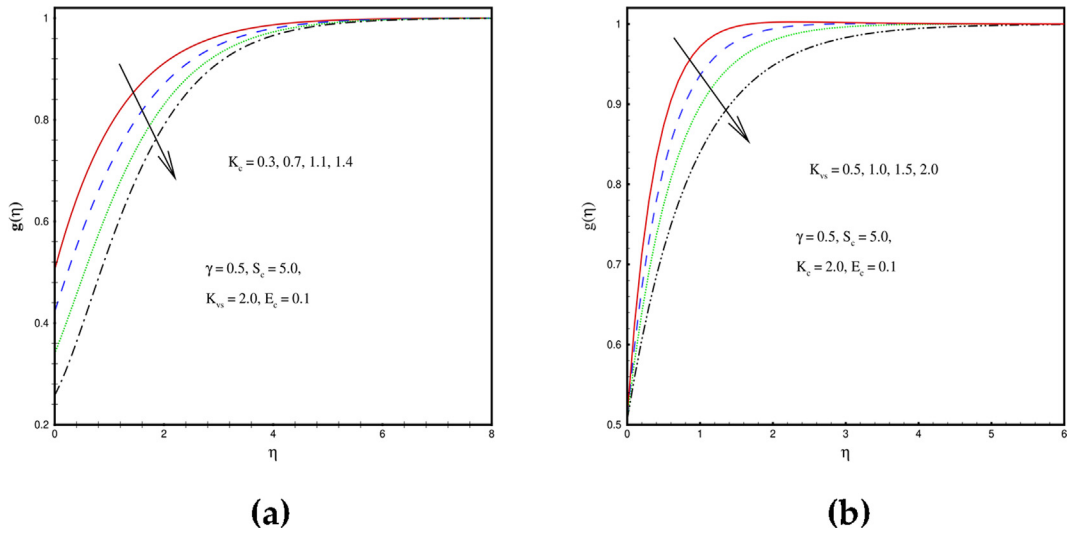 1
0.8
0.6
0.4
0.2
g(η)
K_c = 0.3, 0.7, 1.1, 1.4
γ = 0.5, S_c = 5.0,
K_vs = 2.0, E_c = 0.1
0 2 4 6 8
η
(a)
1
0.9
0.8
0.7
0.6
0.5
g(η)
K_vs = 0.5, 1.0, 1.5, 2.0
γ = 0.5, S_c = 5.0,
K_c = 2.0, E_c = 0.1
0 1 2 3 4 5 6
η
(b)